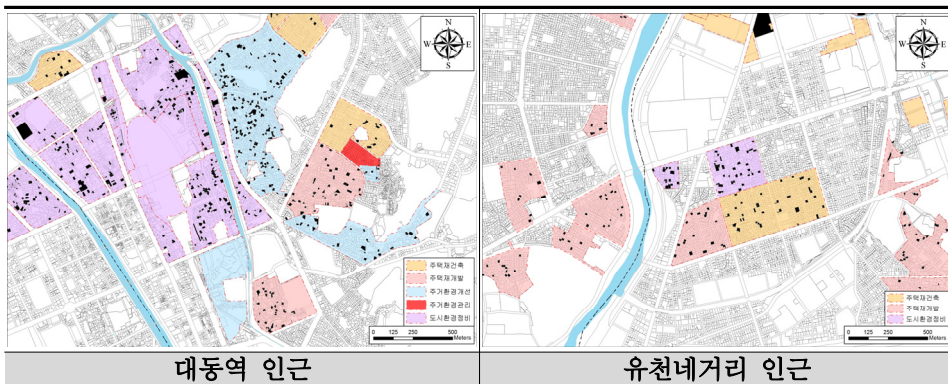 N
W E
S
주택재건축
주택재개발
주거환경개선
주거환경관리
도시환경정비
0 125 250 500
Meters
대동역 인근
N
W E
S
주택재건축
주택재개발
도시환경정비
0 125 250 500
Meters
유천네거리 인근